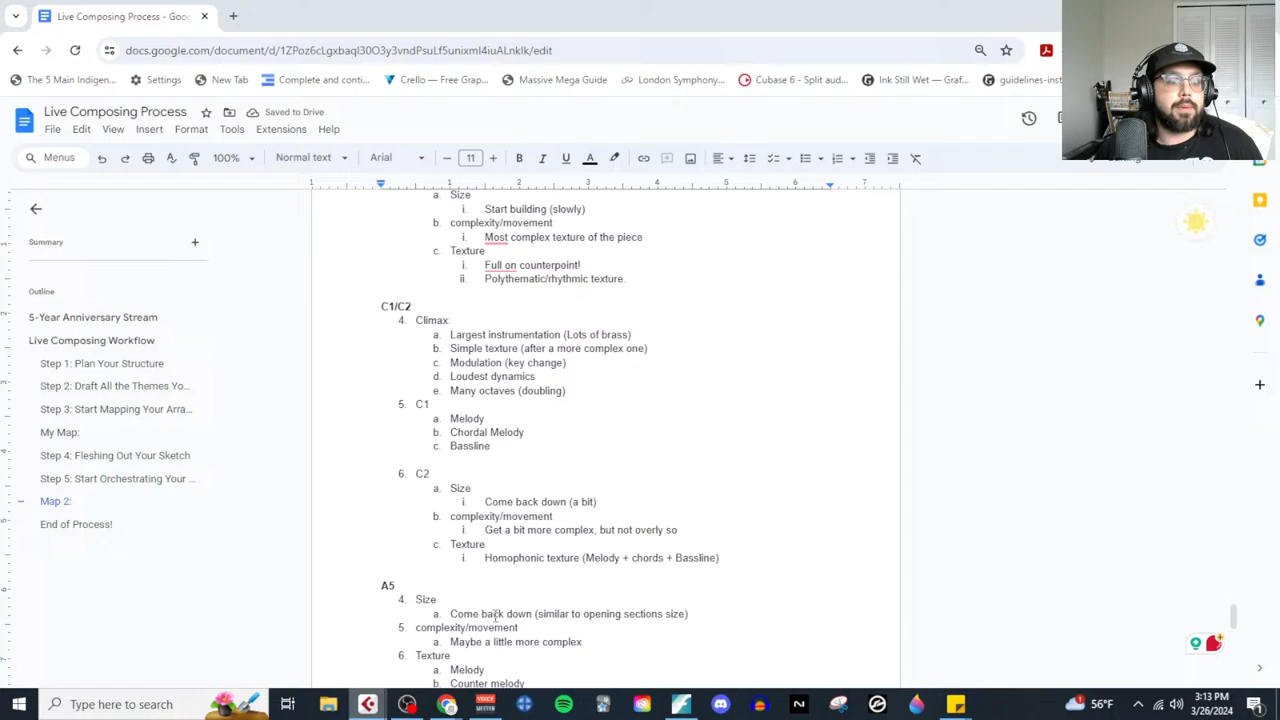 Live Composing Process - Goo
docs.google.com/document/d/1ZPoz6cLgxbaql30O3y3vndPsuLf5unixmI4iuALnklk/edit
The 5 Main Indigen...
Settings
New Tab
Complete and conti...
Crello — Free Grap...
Massive Mega Guide
London Symphony...
Cubase 6 - Split aud...
Ink Still Wet — Graf...
guidelines-inst
Live Composing Process
Saved to Drive
File Edit View Insert Format Tools Extensions Help
Menus
100%
Normal text
Arial
11
1 1 2 3 4 5 6 7
Summary
Outline
5-Year Anniversary Stream
Live Composing Workflow
Step 1: Plan Your Structure
Step 2: Draft All the Themes Yo...
Step 3: Start Mapping Your Arra...
My Map:
Step 4: Fleshing Out Your Sketch
Step 5: Start Orchestrating Your ...
Map 2:
End of Process!
a. Size
i. Start building (slowly)
b. complexity/movement
i. Most complex texture of the piece
c. Texture
i. Full on counterpoint!
ii. Polythematic/rhythmic texture.
C1/C2
4. Climax:
a. Largest instrumentation (Lots of brass)
b. Simple texture (after a more complex one)
c. Modulation (key change)
d. Loudest dynamics
e. Many octaves (doubling)
5. C1
a. Melody
b. Chordal Melody
c. Bassline
6. C2
a. Size
i. Come back down (a bit)
b. complexity/movement
i. Get a bit more complex, but not overly so
c. Texture
i. Homophonic texture (Melody + chords + Bassline)
A5
4. Size
a. Come back down (similar to opening sections size)
5. complexity/movement
a. Maybe a little more complex
6. Texture
a. Melody
b. Counter melody
Type here to search
56°F
3:13 PM
3/26/2024